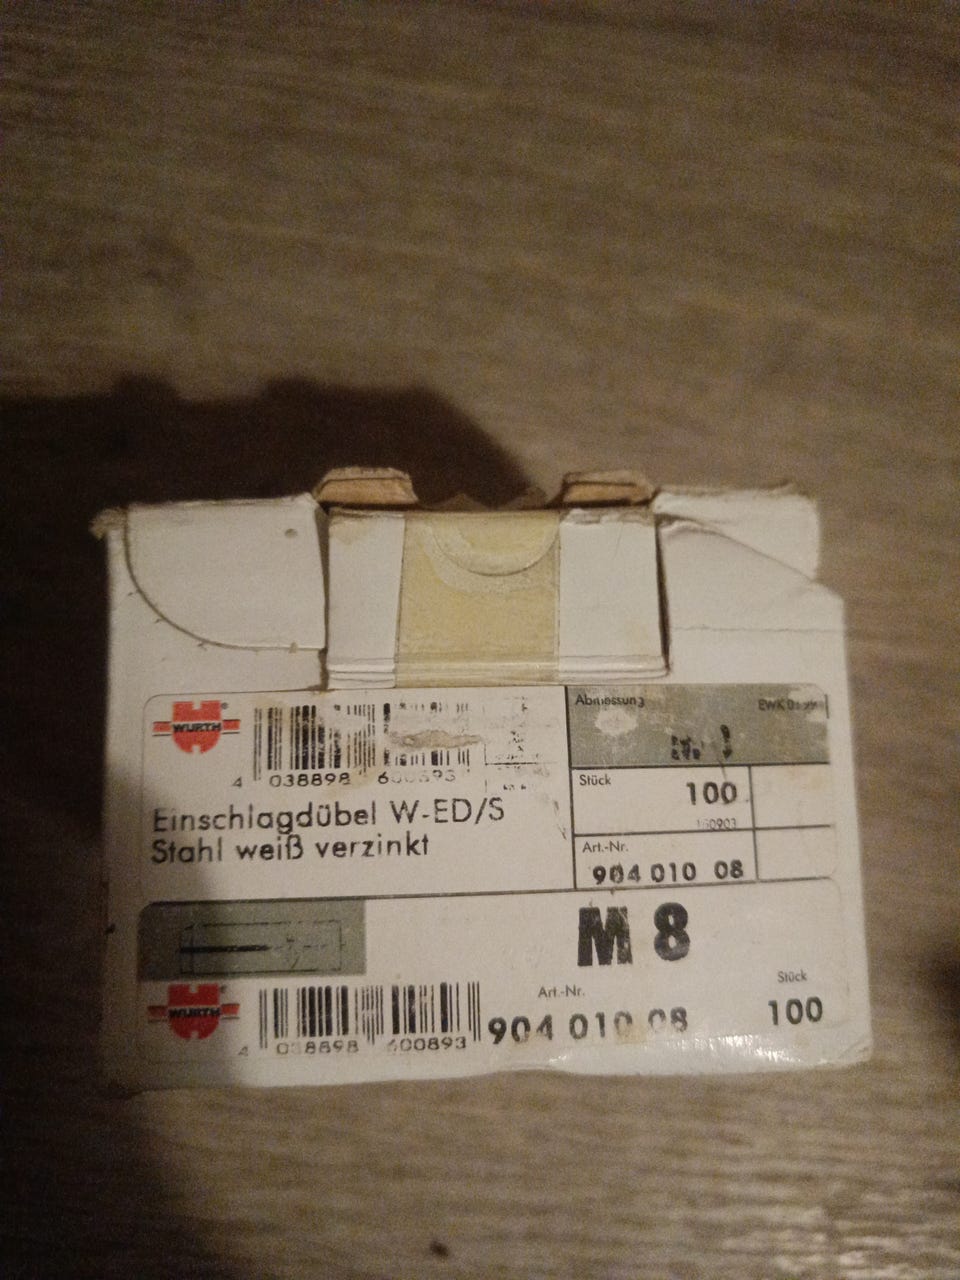 WÜRTH
Abmessung
M 8
Stück
100
4 038898 600893
Einschlagdübel W-ED/S
Stahl weiß verzinkt
Art.-Nr.
904 010 08
M 8
WÜRTH
Art.-Nr.
Stück
904 010 08
100
4 038898 600893